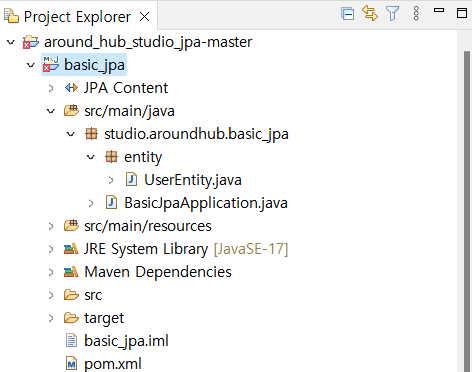 Project Explorer
around_hub_studio_jpa-master
basic_jpa
JPA Content
src/main/java
studio.aroundhub.basic_jpa
entity
UserEntity.java
BasicJpaApplication.java
src/main/resources
JRE System Library [JavaSE-17]
Maven Dependencies
src
target
basic_jpa.iml
pom.xml